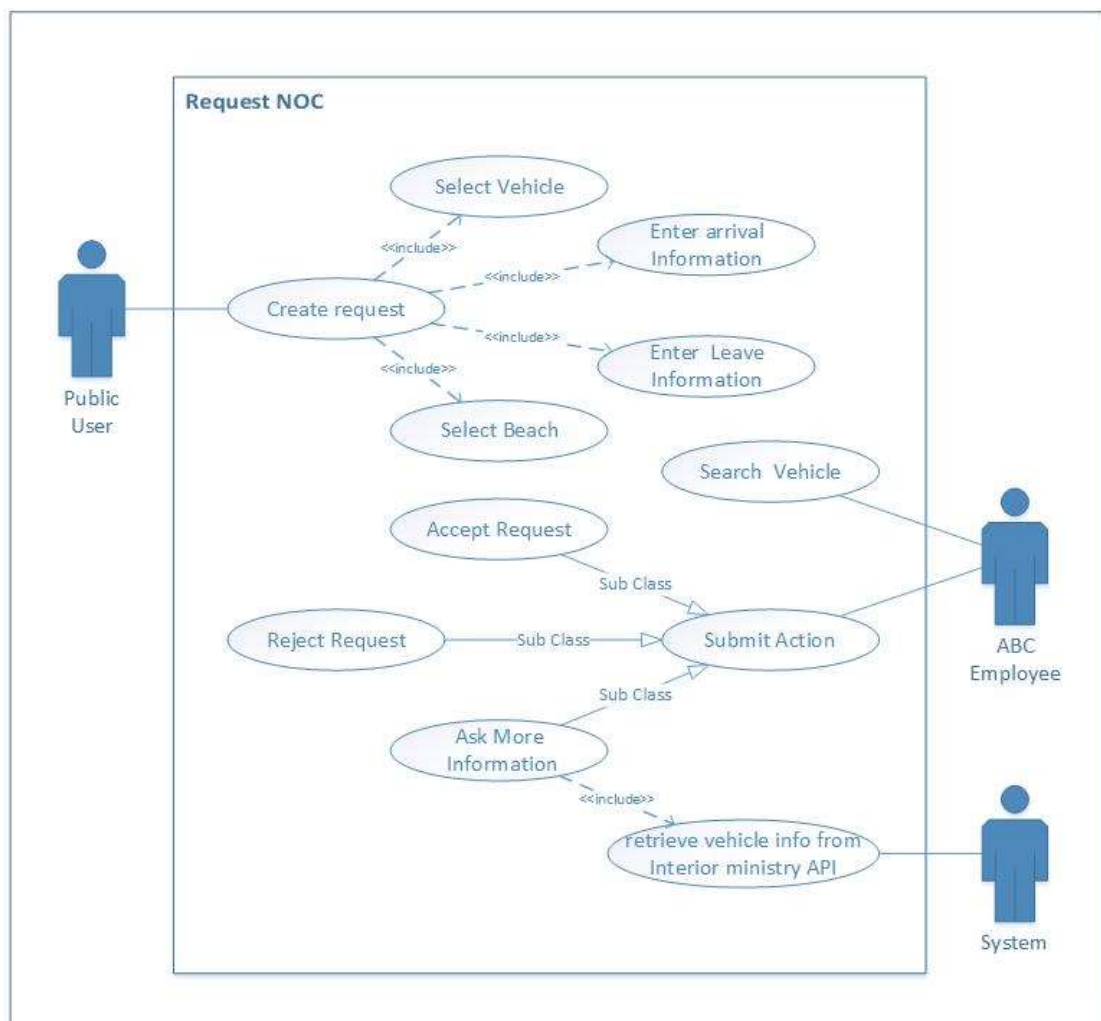 Request NOC
Select Vehicle
<<include>>
Enter arrival
Information
<<include>>
Create request
<<include>>
Enter  Leave
Information
<<include>>
Select Beach
Public
User
Search  Vehicle
Accept Request
Sub Class
Reject Request
Sub Class
Submit Action
ABC
Employee
Sub Class
Ask More
Information
<<include>>
retrieve vehicle info from
Interior ministry API
System